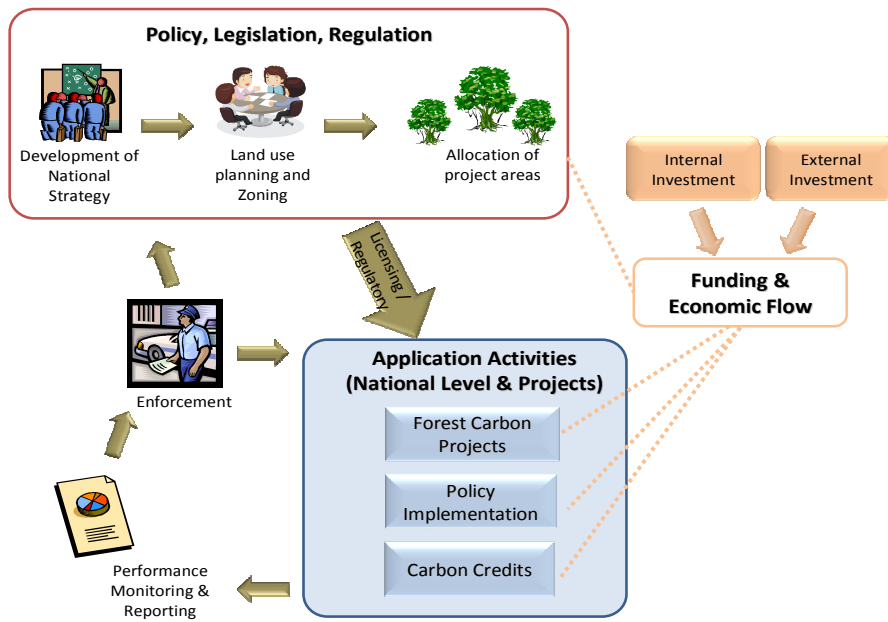 Policy, Legislation, Regulation
Development of
National
Strategy
Land use
planning and
Zoning
Allocation of
project areas
Internal
Investment
External
Investment
Funding &
Economic Flow
Licensing /
Regulatory
Enforcement
Application Activities
(National Level & Projects)
Forest Carbon
Projects
Policy
Implementation
Carbon Credits
Performance
Monitoring &
Reporting